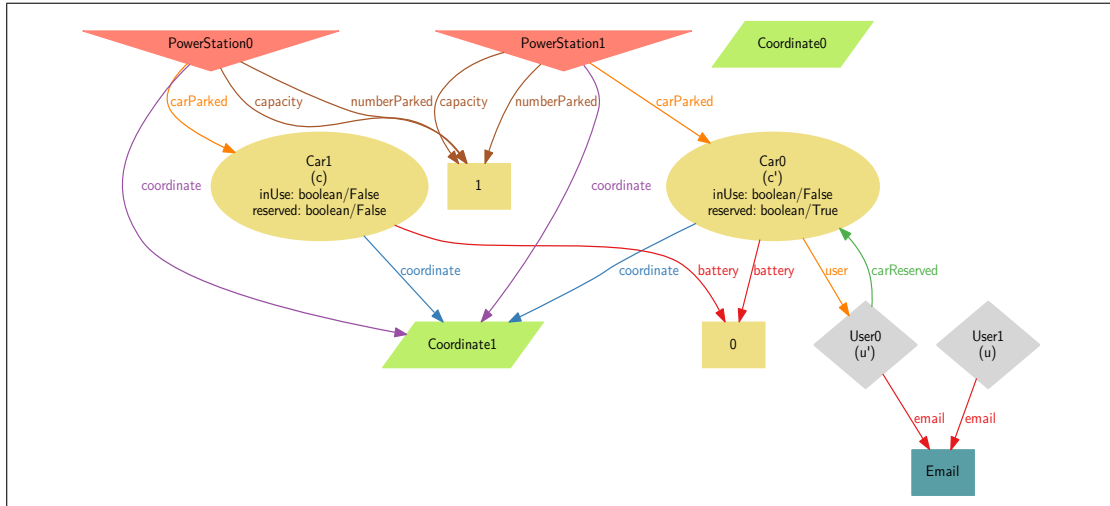 PowerStation0
PowerStation1
Coordinate0
carParked
capacity
numberParked
capacity
numberParked
carParked
Car1
(c)
inUse: boolean/False
reserved: boolean/False
1
Car0
(c')
inUse: boolean/False
reserved: boolean/True
coordinate
coordinate
coordinate
coordinate
battery
battery
user
carReserved
Coordinate1
0
User0
(u')
User1
(u)
email
email
Email